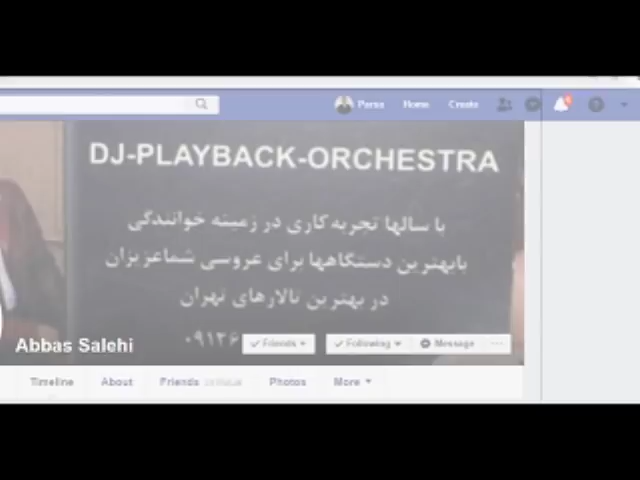 Paras Home Create
DJ-PLAYBACK-ORCHESTRA
با سالها تجربه کاری در زمینه خوانندگی
بابهترین دستگاهها برای عروسی شماعزیزان
در بهترین تالارهای تهران
Abbas Salehi
Friends Following Message
Timeline About Friends Photos More